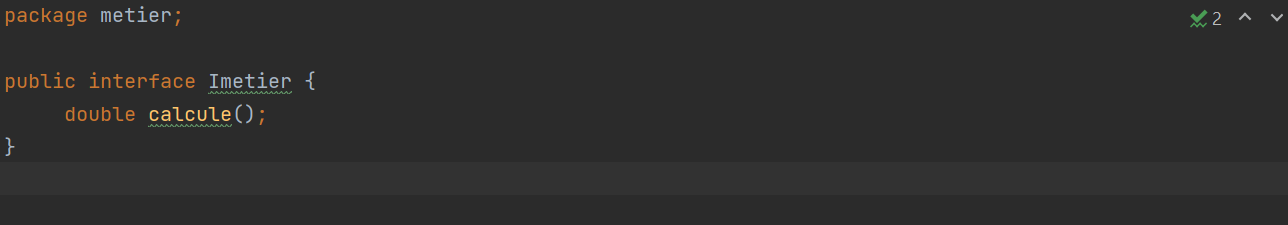 package metier;
2
public interface Imetier {
double calcule();
}